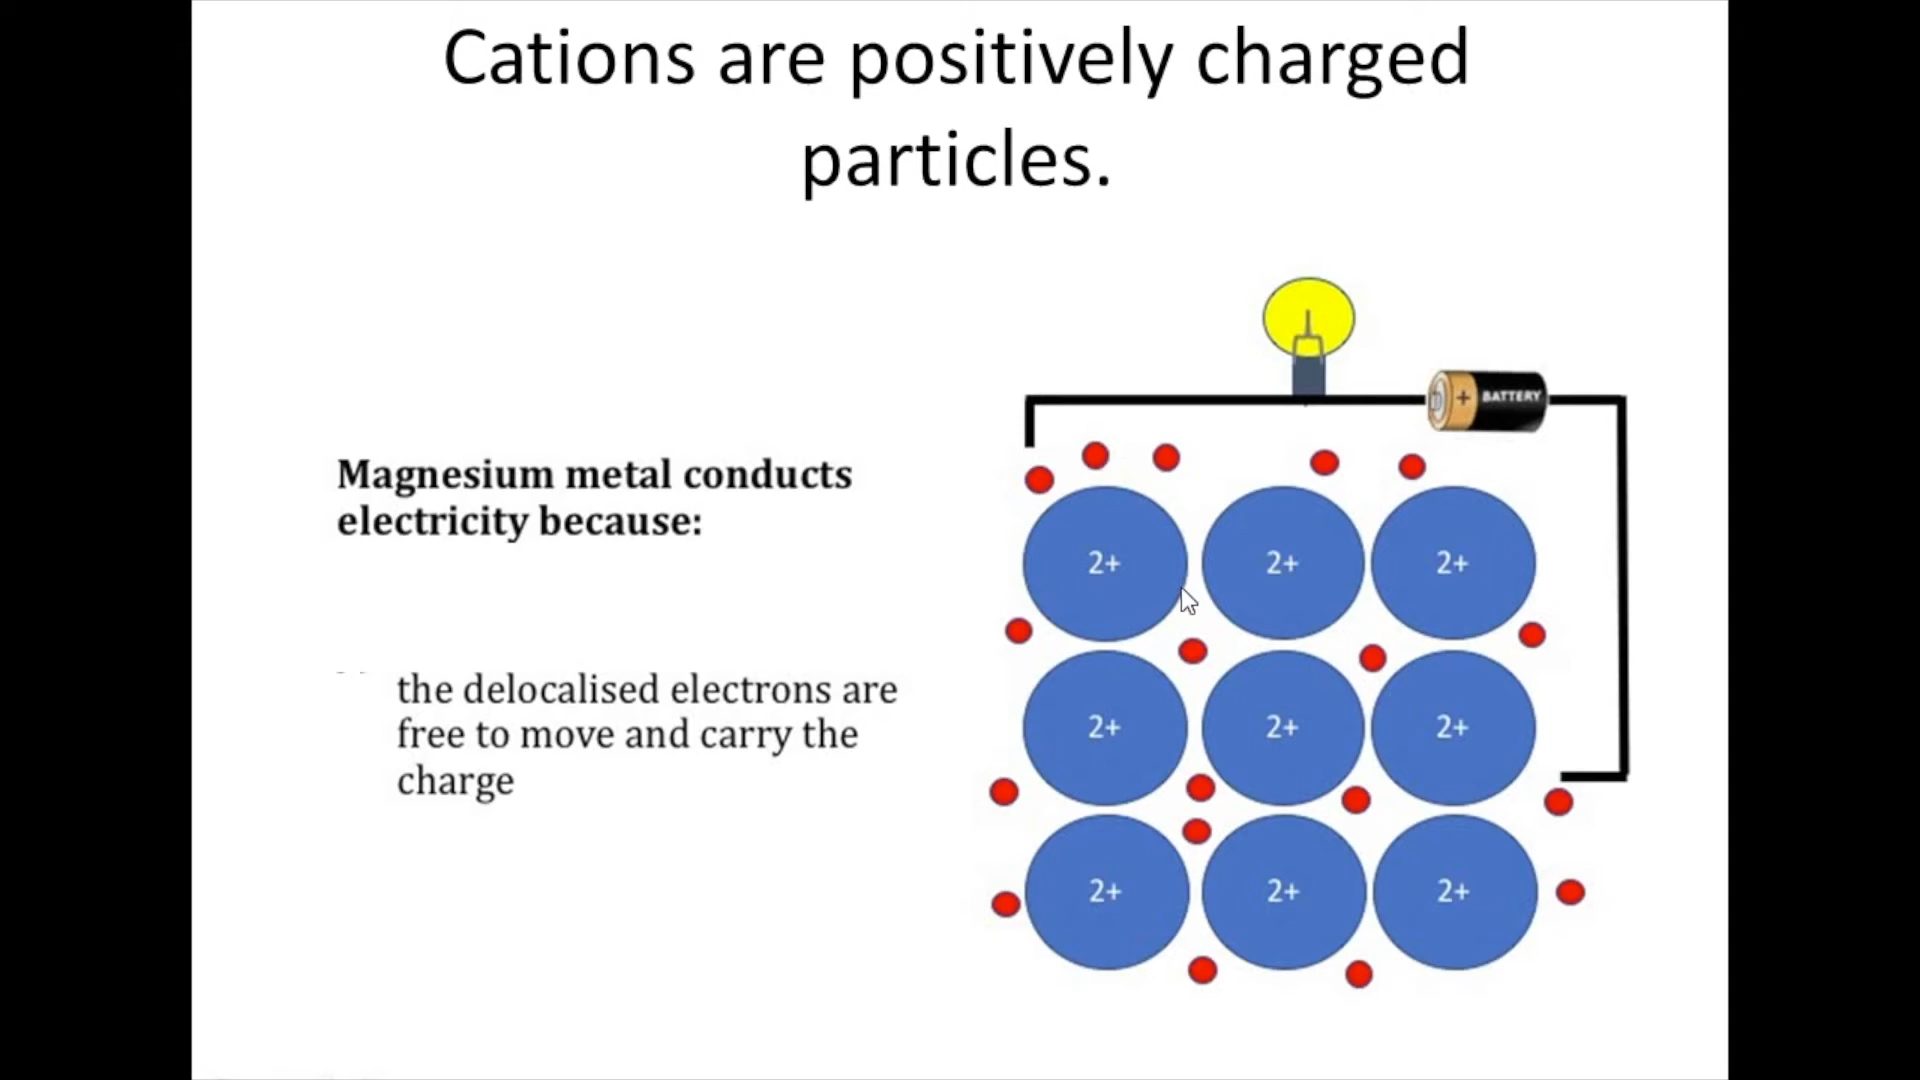 Cations are positively charged
particles.
Magnesium metal conducts
electricity because:
the delocalised electrons are
free to move and carry the
charge
+ BATTERY
2+ 2+ 2+
2+ 2+ 2+
2+ 2+ 2+